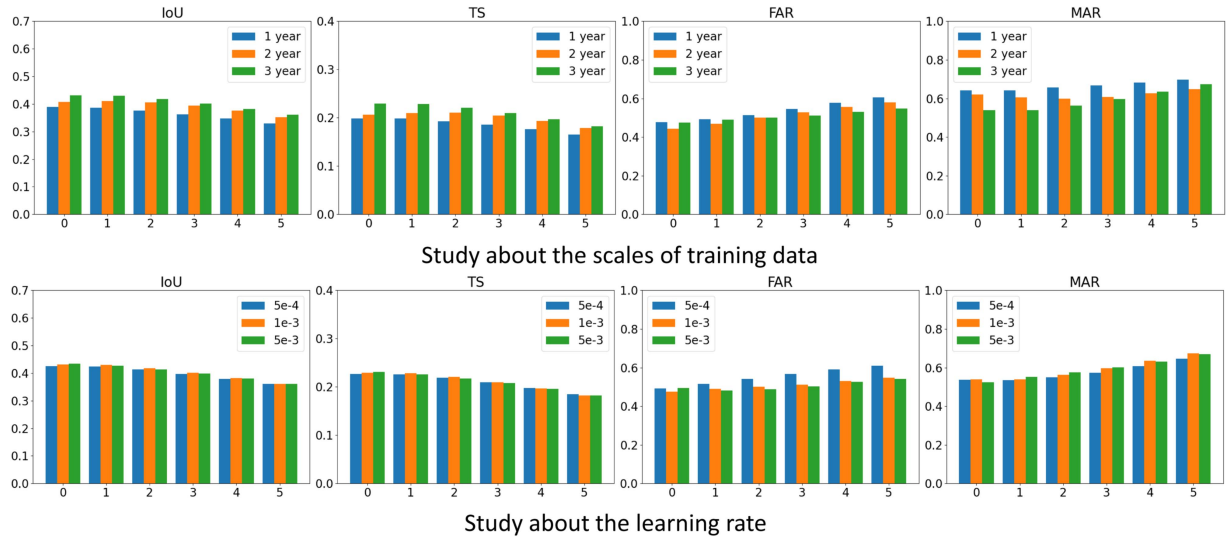 IoU
0.7
0.6
0.5
0.4
0.3
0.2
0.1
0.0
0 1 2 3 4 5
1 year
2 year
3 year
TS
0.4
0.3
0.2
0.1
0.0
0 1 2 3 4 5
1 year
2 year
3 year
FAR
1.0
0.8
0.6
0.4
0.2
0.0
0 1 2 3 4 5
1 year
2 year
3 year
MAR
1.0
0.8
0.6
0.4
0.2
0.0
0 1 2 3 4 5
1 year
2 year
3 year
Study about the scales of training data
IoU
0.7
0.6
0.5
0.4
0.3
0.2
0.1
0.0
0 1 2 3 4 5
5e-4
1e-3
5e-3
TS
0.4
0.3
0.2
0.1
0.0
0 1 2 3 4 5
5e-4
1e-3
5e-3
FAR
1.0
0.8
0.6
0.4
0.2
0.0
0 1 2 3 4 5
5e-4
1e-3
5e-3
MAR
1.0
0.8
0.6
0.4
0.2
0.0
0 1 2 3 4 5
5e-4
1e-3
5e-3
Study about the learning rate